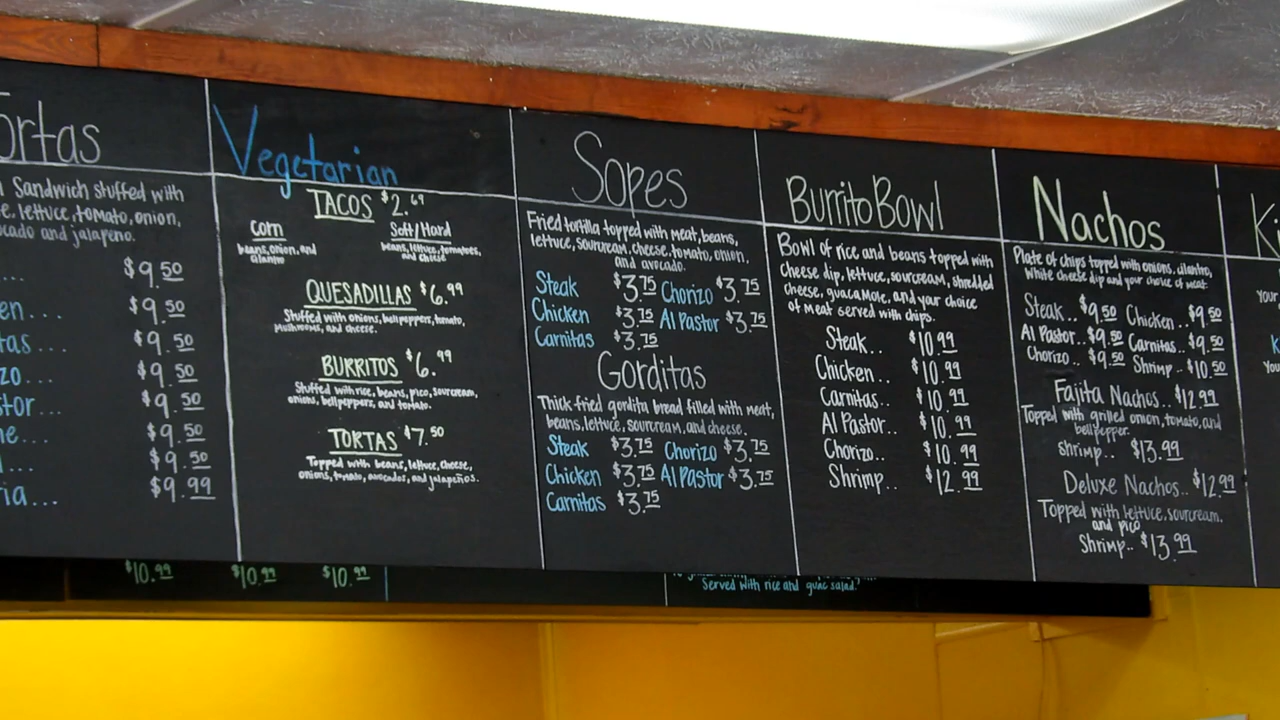 ortas
Sandwich stuffed with
e, lettuce, tomato, onion,
cado and jalapeno.
... $9.50
en.... $9.50
tas.... $9.50
zo.... $9.50
stor... $9.50
ne... $9.50
... $9.50
ria... $9.99
Vegetarian
TACOS $2.69
Corn
beans, onion, and
cilantro
Soft/Hard
beans, lettuce, tomatoes,
and cheese
QUESADILLAS $6.99
Stuffed with onions, bellpeppers, tomato,
mushrooms, and cheese.
BURRITOS $6.99
Stuffed with rice, beans, pico, sourcream,
onions, bellpeppers, and tomato.
TORTAS $7.50
Topped with beans, lettuce, cheese,
onions, tomato, avocados, and jalapeños.
Sopes
Fried tortilla topped with meat, beans,
lettuce, sourcream, cheese, tomato, onion,
and avocado.
Steak $3.75 Chorizo $3.75
Chicken $3.75 Al Pastor $3.75
Carnitas $3.75
Gorditas
Thick fried gordita bread filled with meat,
beans, lettuce, sourcream, and cheese.
Steak $3.75 Chorizo $3.75
Chicken $3.75 Al Pastor $3.75
Carnitas $3.75
Burrito Bowl
Bowl of rice and beans topped with
cheese dip, lettuce, sourcream, shredded
cheese, guacamole, and your choice
of meat served with chips.
Steak.. $10.99
Chicken.. $10.99
Carnitas.. $10.99
Al Pastor.. $10.99
Chorizo.. $10.99
Shrimp.. $12.99
Nachos
Plate of chips topped with onions, cilantro,
white cheese dip and your choice of meat.
Steak.. $9.50 Chicken.. $9.50
Al Pastor.. $9.50 Carnitas.. $9.50
Chorizo.. $9.50 Shrimp.. $10.50
Fajita Nachos.. $12.99
Topped with grilled onion, tomato, and
bellpepper.
shrimp.. $13.99
Deluxe Nachos.. $12.99
Topped with lettuce, sourcream.
and pico
Shrimp.. $13.99
Ki
your
K
You
$10.99 $10.99 $10.99
Served with rice and guac salad.